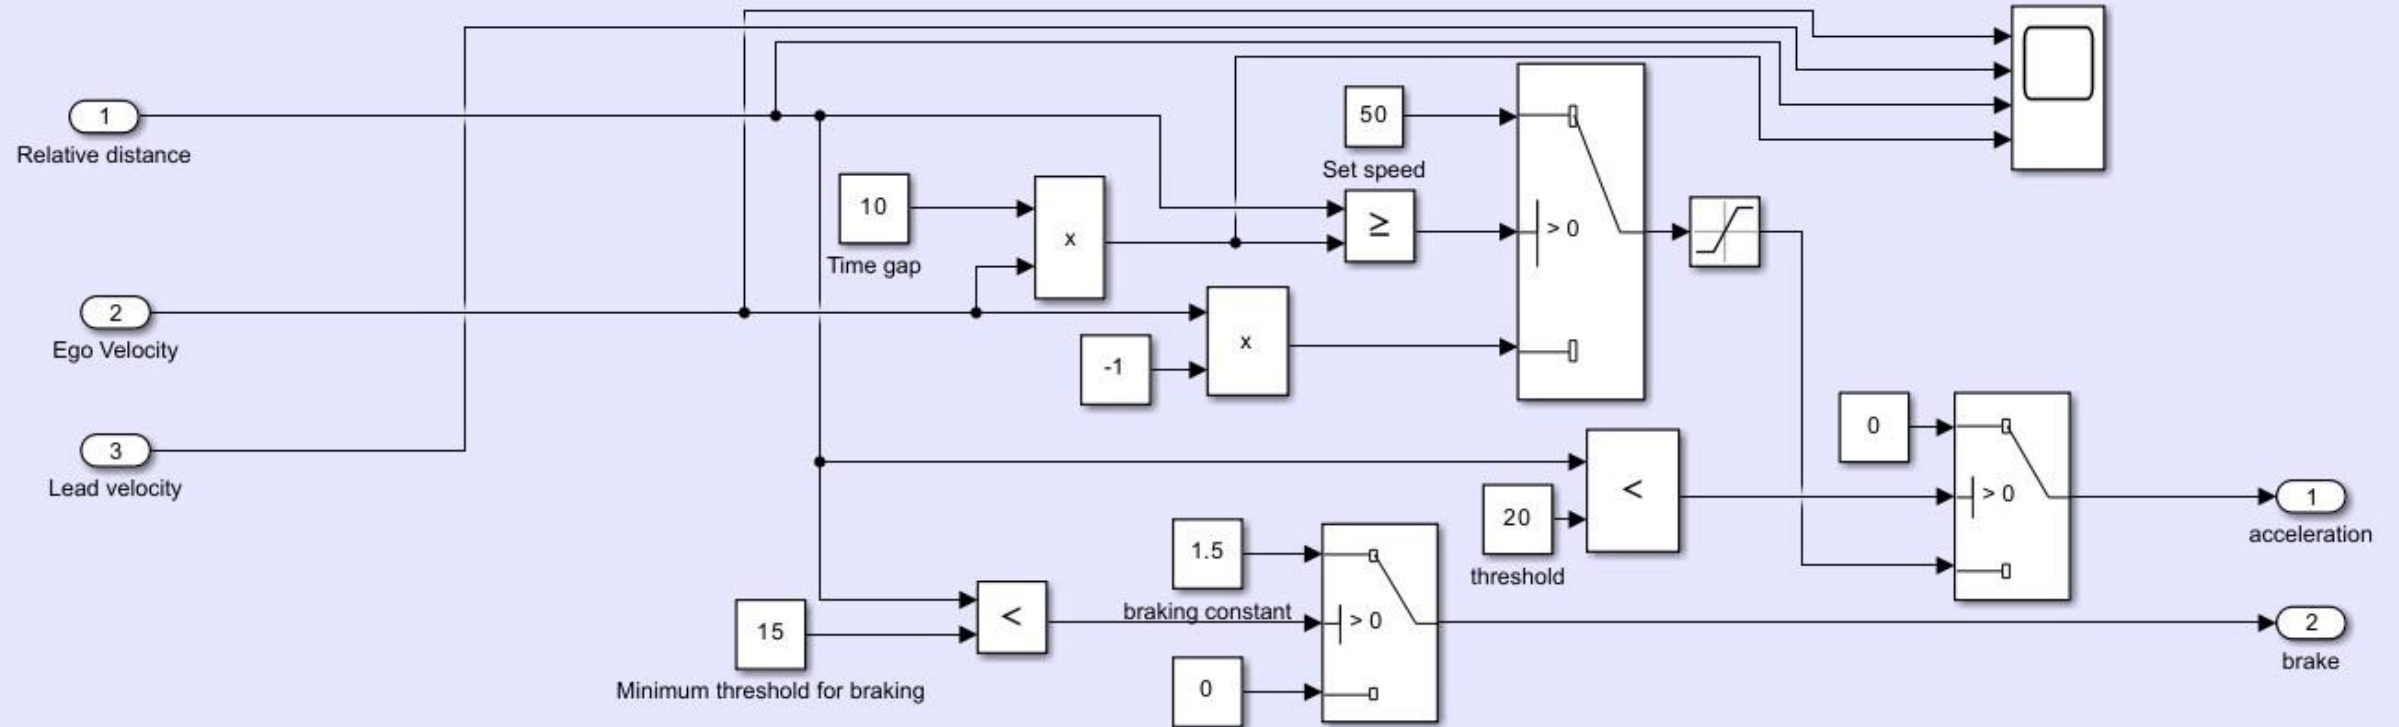 1
Relative distance
50
Set speed
10
Time gap
x
≥
> 0
2
Ego Velocity
x
-1
3
Lead velocity
0
<
> 0
1
acceleration
20
threshold
1.5
braking constant
<
> 0
2
brake
15
Minimum threshold for braking
0